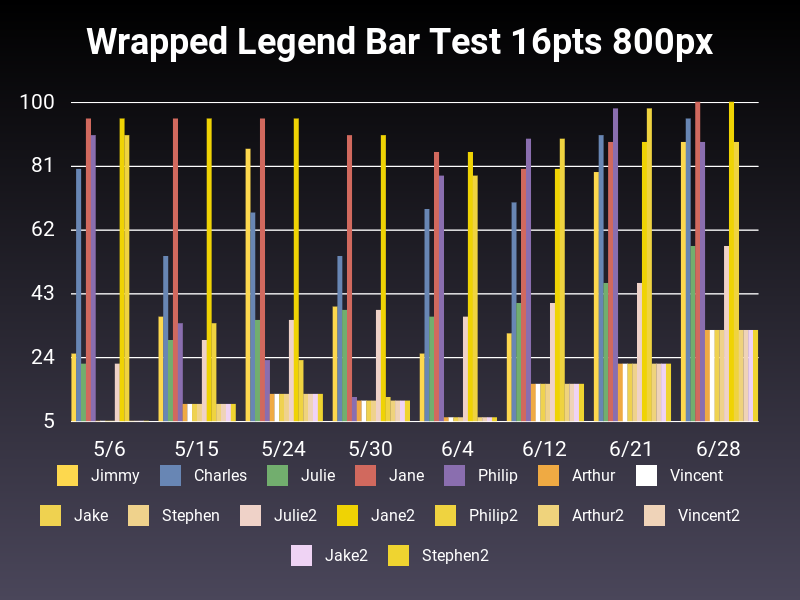 Wrapped Legend Bar Test 16pts 800px
100
81
62
43
24
5
5/6 5/15 5/24 5/30 6/4 6/12 6/21 6/28
Jimmy Charles Julie Jane Philip Arthur Vincent
Jake Stephen Julie2 Jane2 Philip2 Arthur2 Vincent2
Jake2 Stephen2